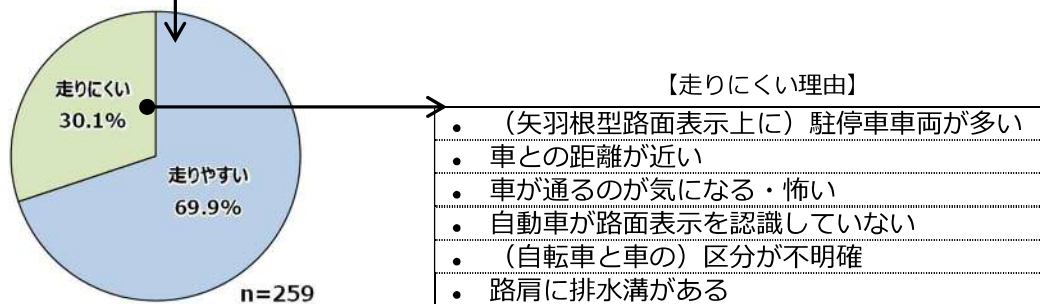 走りにくい
30.1%
走りやすい
69.9%
n=259
【走りにくい理由】
• （矢羽根型路面表示上に）駐停車車両が多い
• 車との距離が近い
• 車が通るのが気になる・怖い
• 自動車が路面表示を認識していない
• （自転車と車の）区分が不明確
• 路肩に排水溝がある